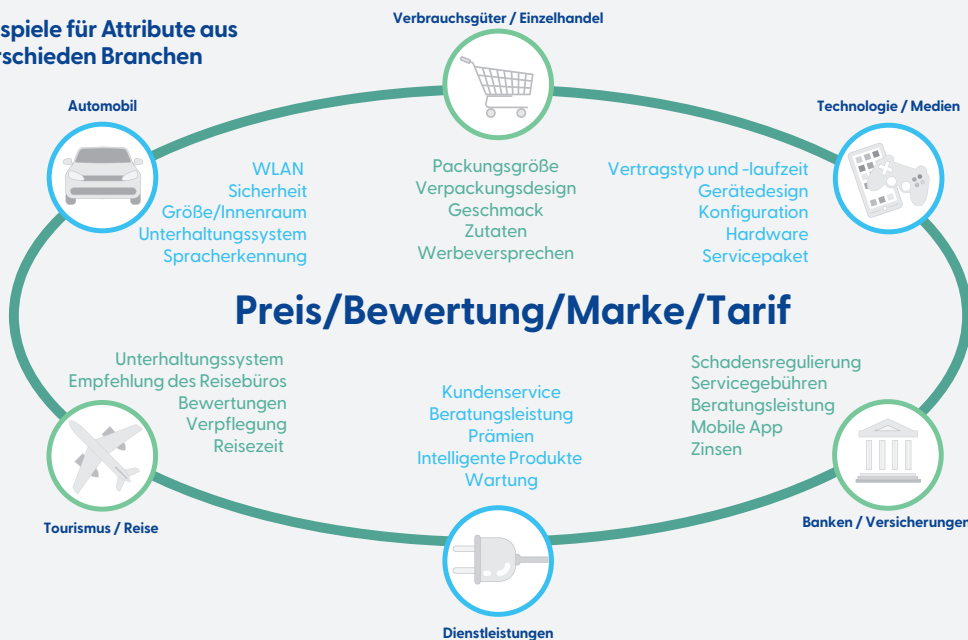 spiele für Attribute aus
rschieden Branchen
Verbrauchsgüter / Einzelhandel
Automobil
Technologie / Medien
WLAN
Sicherheit
Größe/Innenraum
Unterhaltungssystem
Spracherkennung
Packungsgröße
Verpackungsdesign
Geschmack
Zutaten
Werbeversprechen
Vertragstyp und -laufzeit
Gerätedesign
Konfiguration
Hardware
Servicepaket
Preis/Bewertung/Marke/Tarif
Unterhaltungssystem
Empfehlung des Reisebüros
Bewertungen
Verpflegung
Reisezeit
Kundenservice
Beratungsleistung
Prämien
Intelligente Produkte
Wartung
Schadensregulierung
Servicegebühren
Beratungsleistung
Mobile App
Zinsen
Tourismus / Reise
Banken / Versicherungen
Dienstleistungen